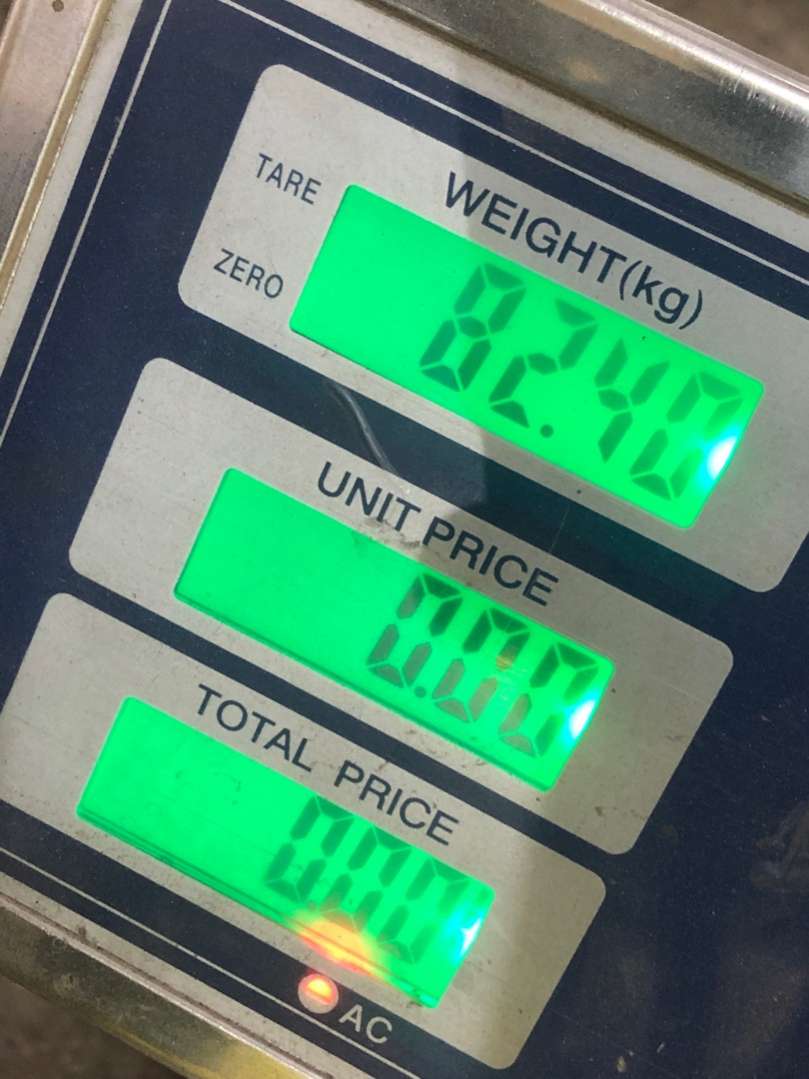 WEIGHT(kg)
TARE
ZERO
82.40
UNIT PRICE
0.00
TOTAL PRICE
0.00
AC